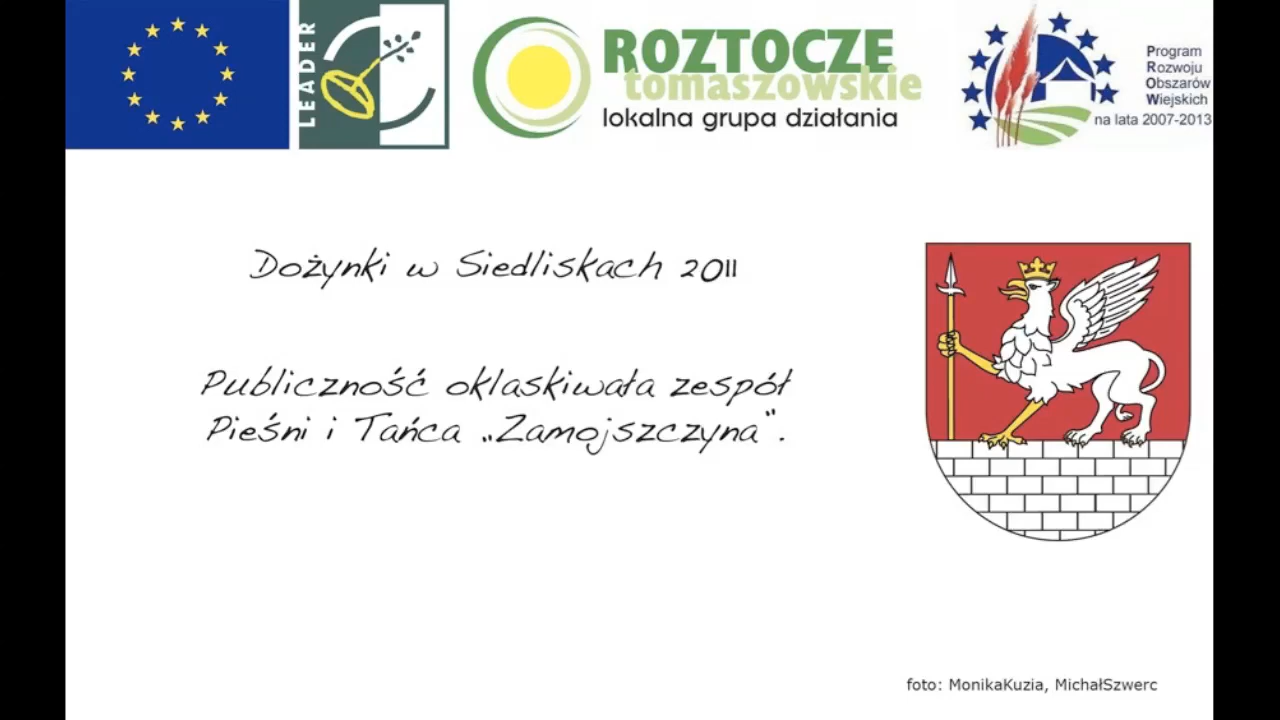 LEADER
ROZTOCZE
tomaszowskie
lokalna grupa działania
Program
Rozwoju
Obszarów
Wiejskich
na lata 2007-2013
Dożynki w Siedliskach 2011
Publiczność oklaskiwała zespół
Pieśni i Tańca „Zamojszczyna”.
foto: MonikaKuzia, MichałSzwerc